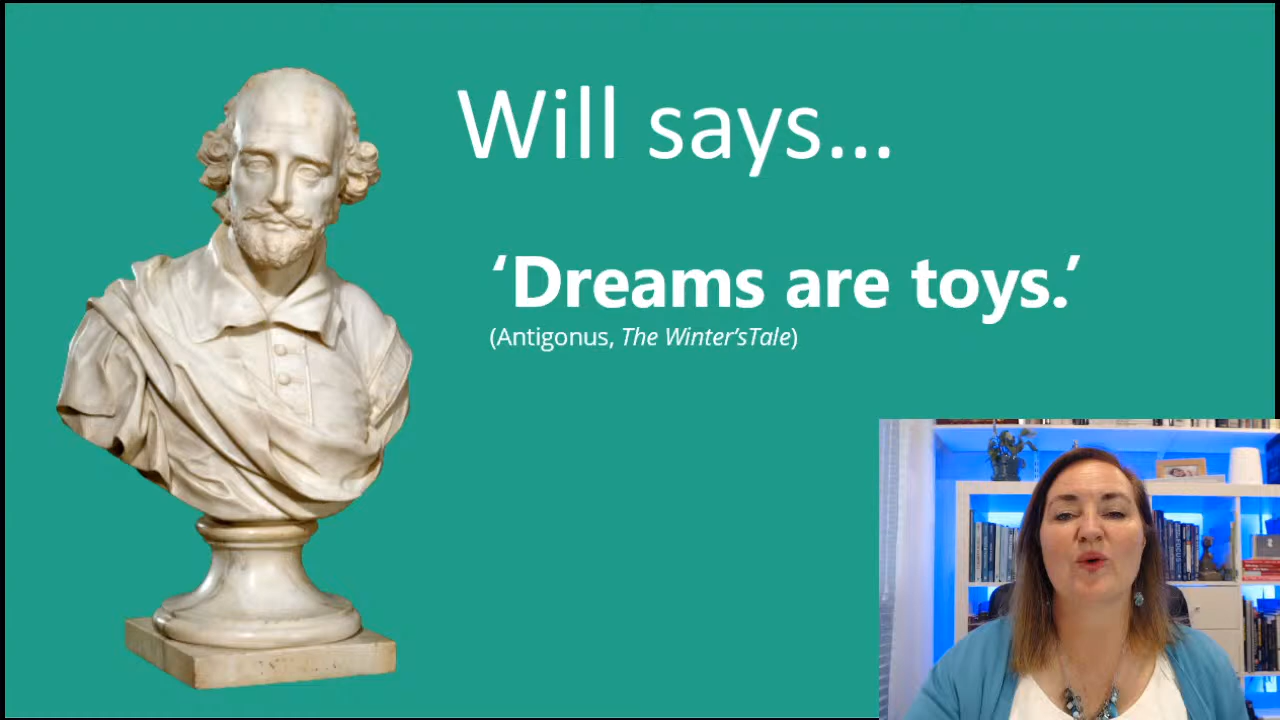 Will says...
‘Dreams are toys.’
(Antigonus, The Winter’sTale)